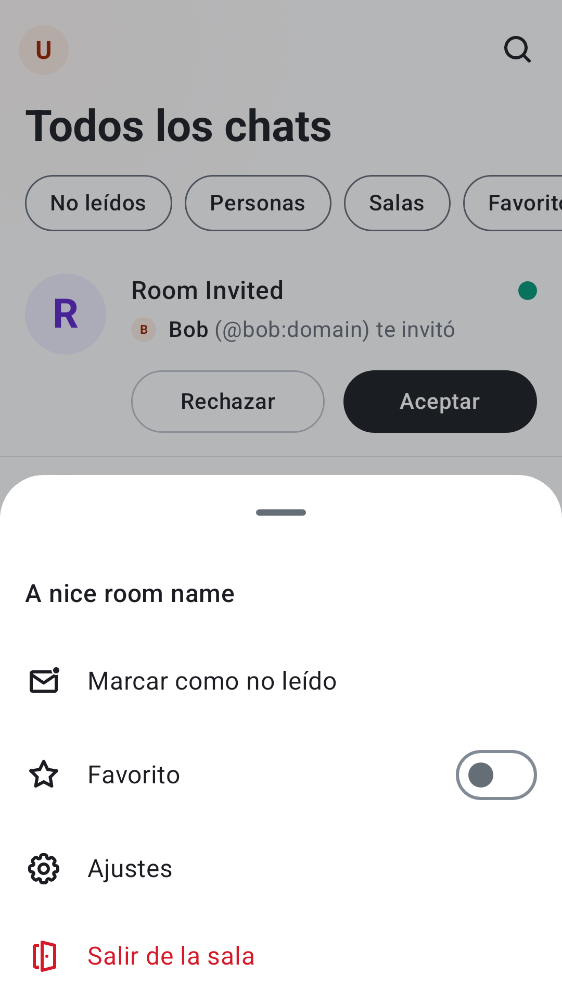 U
Todos los chats
No leídos Personas Salas Favorito
R
Room Invited
B Bob (@bob:domain) te invitó
Rechazar Aceptar
A nice room name
Marcar como no leído
Favorito
Ajustes
Salir de la sala